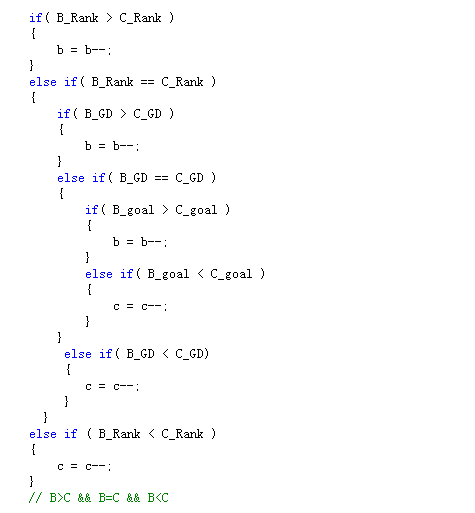 if( B_Rank > C_Rank )
{
b = b--;
}
else if( B_Rank == C_Rank )
{
if( B_GD > C_GD )
{
b = b--;
}
else if( B_GD == C_GD )
{
if( B_goal > C_goal )
{
b = b--;
}
else if( B_goal < C_goal )
{
c = c--;
}
}
else if( B_GD < C_GD)
{
c = c--;
}
}
else if ( B_Rank < C_Rank )
{
c = c--;
}
// B>C && B=C && B<C